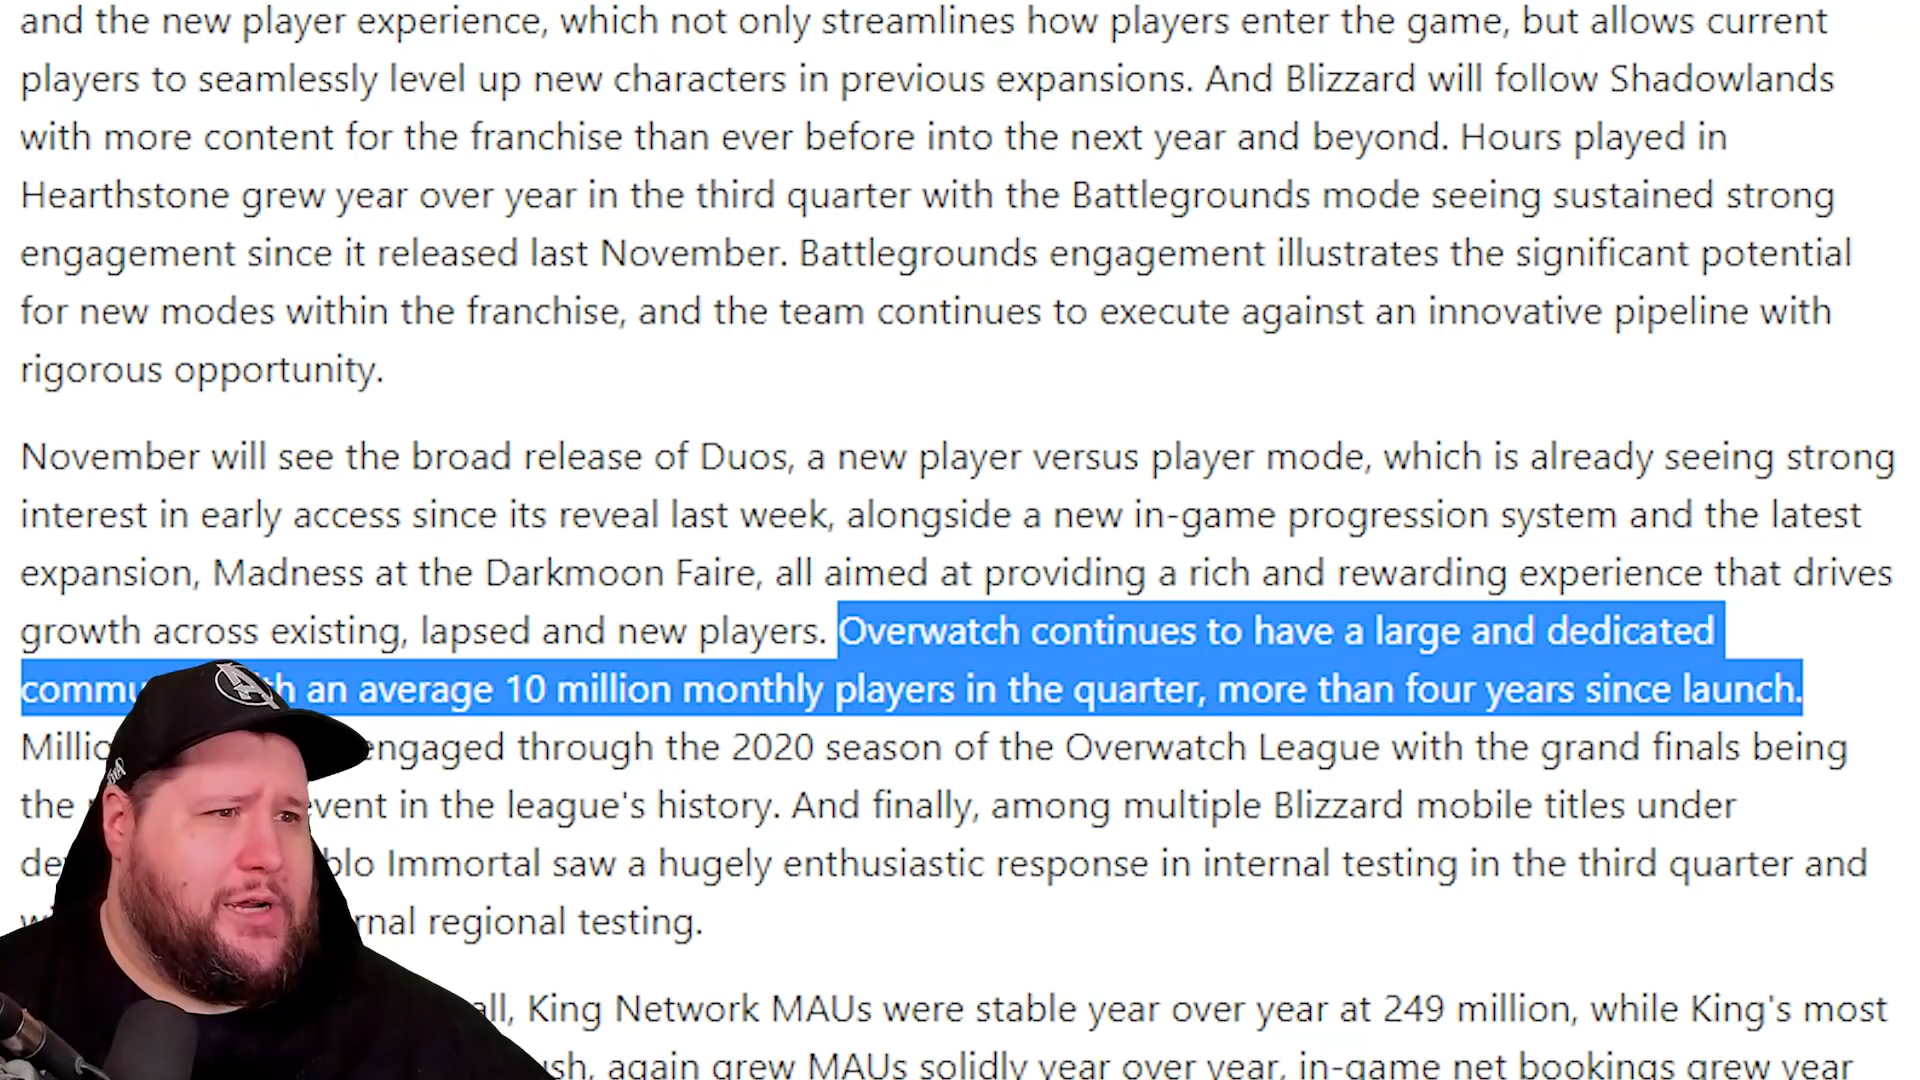 and the new player experience, which not only streamlines how players enter the game, but allows current
players to seamlessly level up new characters in previous expansions. And Blizzard will follow Shadowlands
with more content for the franchise than ever before into the next year and beyond. Hours played in
Hearthstone grew year over year in the third quarter with the Battlegrounds mode seeing sustained strong
engagement since it released last November. Battlegrounds engagement illustrates the significant potential
for new modes within the franchise, and the team continues to execute against an innovative pipeline with
rigorous opportunity.
November will see the broad release of Duos, a new player versus player mode, which is already seeing strong
interest in early access since its reveal last week, alongside a new in-game progression system and the latest
expansion, Madness at the Darkmoon Faire, all aimed at providing a rich and rewarding experience that drives
growth across existing, lapsed and new players. Overwatch continues to have a large and dedicated
an average 10 million monthly players in the quarter, more than four years since launch.
engaged through the 2020 season of the Overwatch League with the grand finals being
the event in the league's history. And finally, among multiple Blizzard mobile titles under
Immortal saw a hugely enthusiastic response in internal testing in the third quarter and
regional testing.
King Network MAUs were stable year over year at 249 million, while King's most
again grew MAUs solidly year over year, in-game net bookings grew year